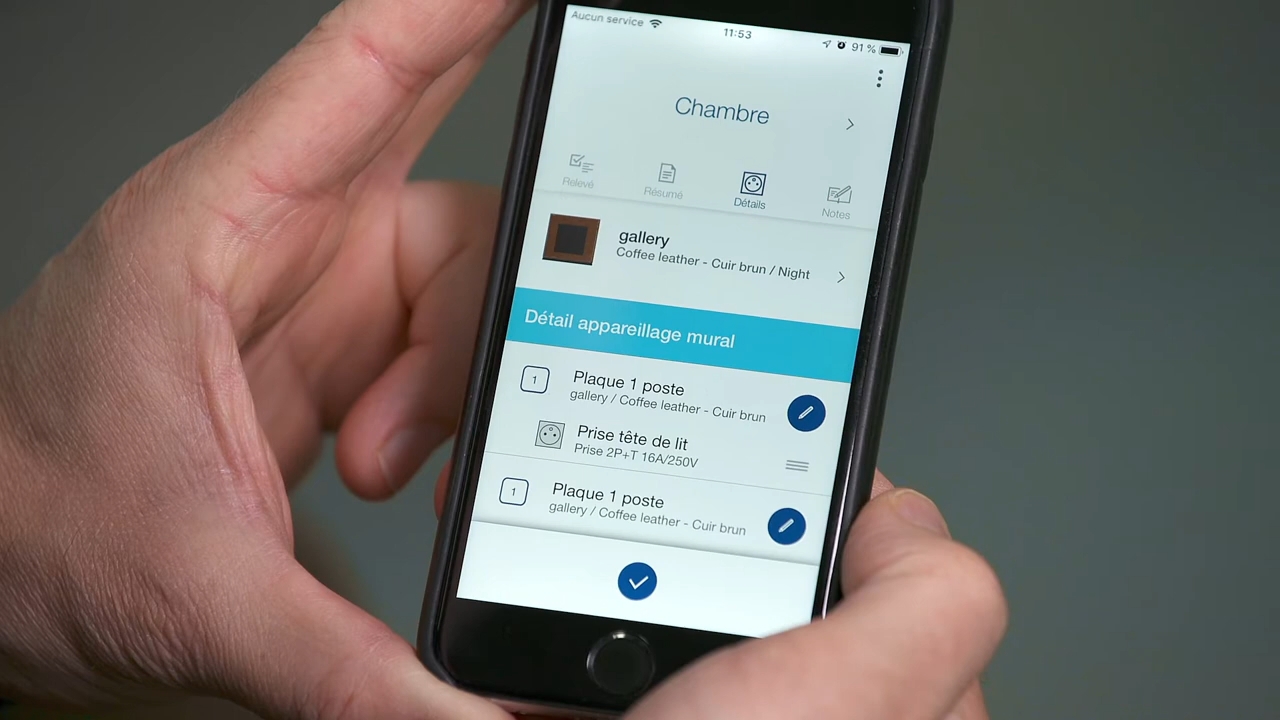 Aucun service
11:53
91 %
Chambre
Relevé
Résumé
Détails
Notes
gallery
Coffee leather - Cuir brun / Night
Détail appareillage mural
1
Plaque 1 poste
gallery / Coffee leather - Cuir brun
Prise tête de lit
Prise 2P+T 16A/250V
1
Plaque 1 poste
gallery / Coffee leather - Cuir brun